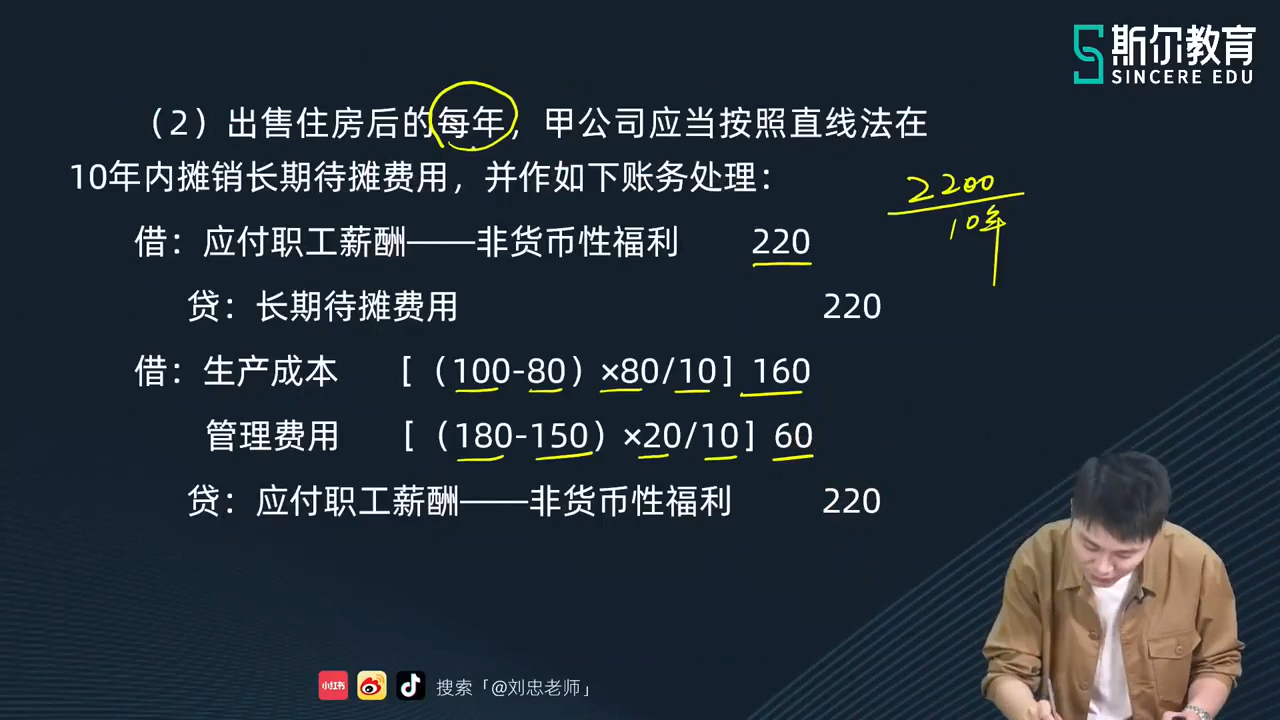 斯尔教育
SINCERE EDU
（2）出售住房后的每年，甲公司应当按照直线法在
10年内摊销长期待摊费用，并作如下账务处理：
2200
10年
借：应付职工薪酬——非货币性福利 220
贷：长期待摊费用 220
借：生产成本 [（100-80）×80/10] 160
管理费用 [（180-150）×20/10] 60
贷：应付职工薪酬——非货币性福利 220
小红书
搜索「@刘忠老师」